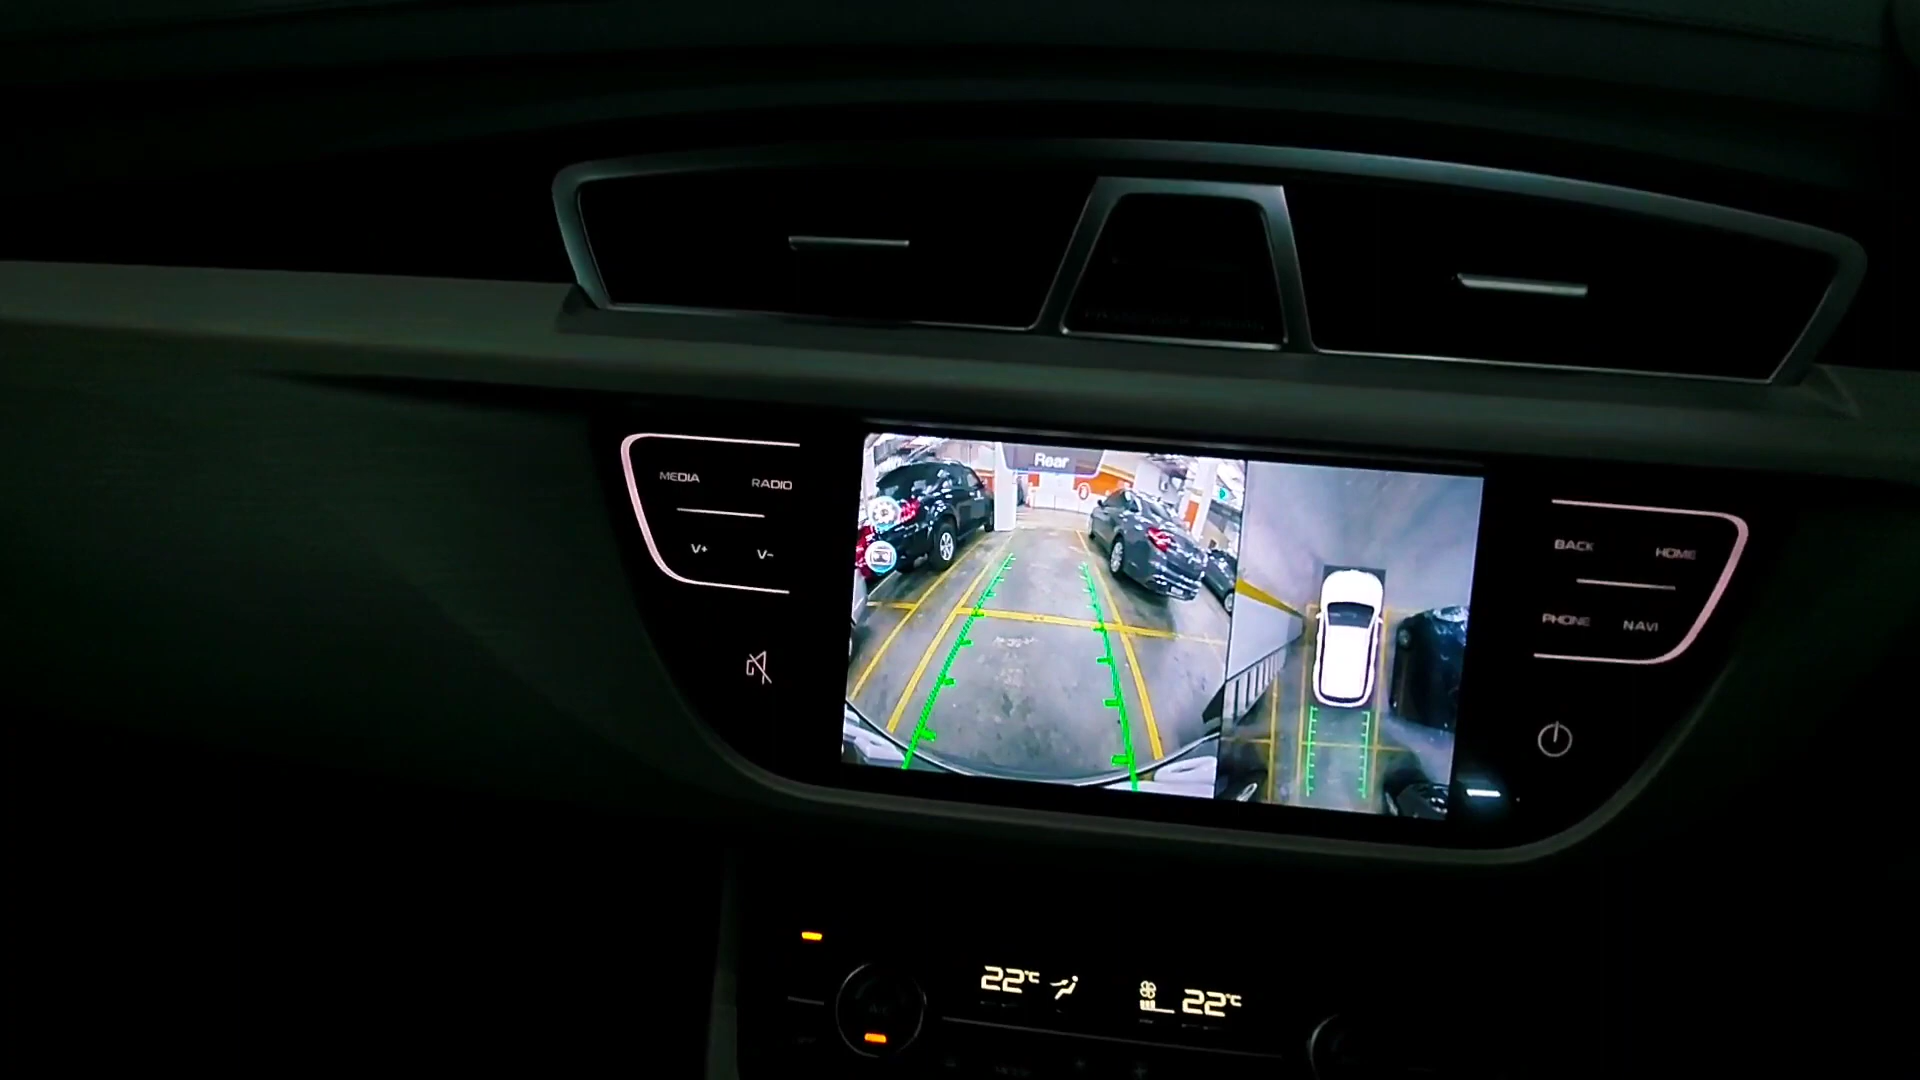 MEDIA RADIO
V+ V-
Rear
BACK HOME
PHONE NAVI
22°C 22°C